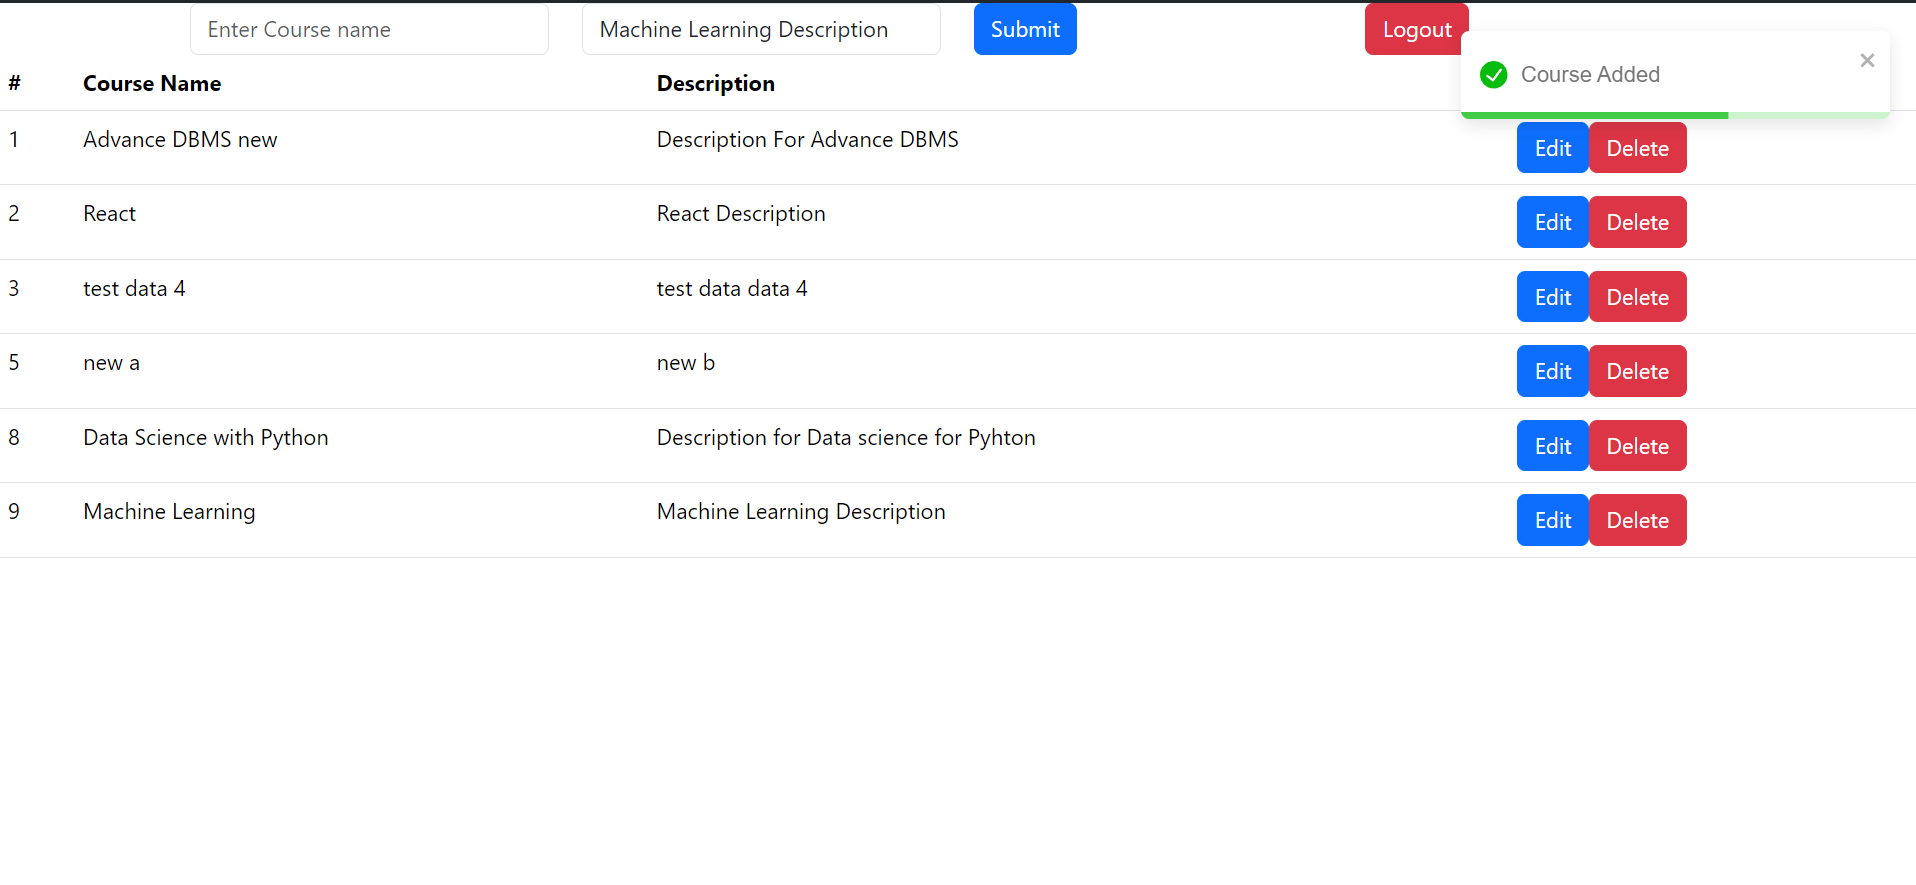 Enter Course name Machine Learning Description Submit Logout
Course Added ×
# Course Name Description
1 Advance DBMS new Description For Advance DBMS Edit Delete
2 React React Description Edit Delete
3 test data 4 test data data 4 Edit Delete
5 new a new b Edit Delete
8 Data Science with Python Description for Data science for Pyhton Edit Delete
9 Machine Learning Machine Learning Description Edit Delete